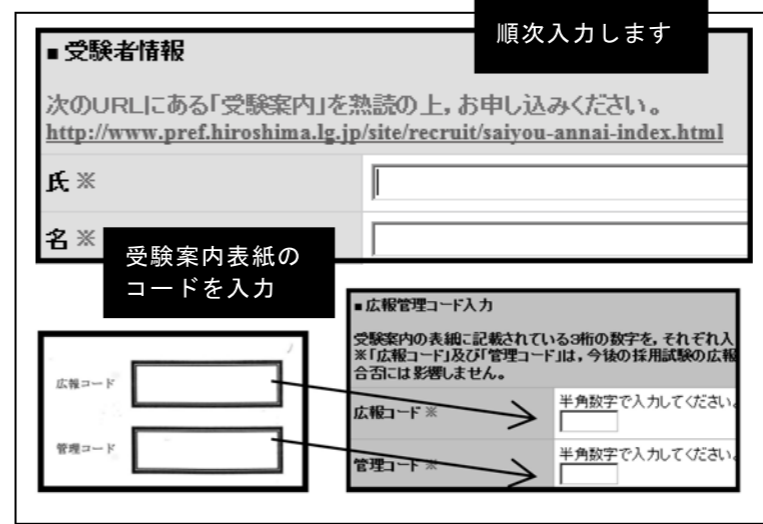 順次入力します
■ 受験者情報
次のURLにある「受験案内」を熟読の上，お申し込みください。
http://www.pref.hiroshima.lg.jp/site/recruit/saiyou-annai-index.html
氏 ※
名 ※
受験案内表紙の
コードを入力
■ 広報管理コード入力
受験案内の表紙に記載されている3桁の数字を，それぞれ入
※「広報コード」及び「管理コード」は，今後の採用試験の広報
合否には影響しません。
広報コード
管理コード
広報コード ※
半角数字で入力してください。
管理コード ※
半角数字で入力してください。